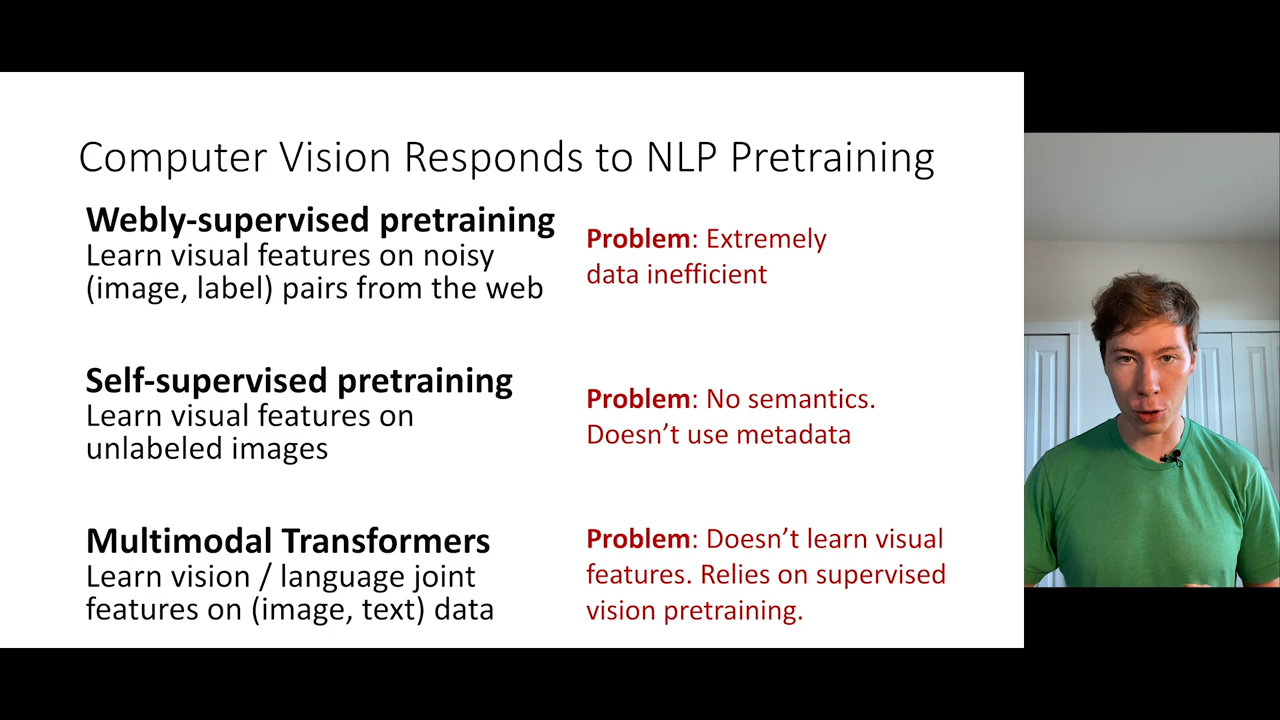 Computer Vision Responds to NLP Pretraining
Webly-supervised pretraining
Learn visual features on noisy
(image, label) pairs from the web
Problem: Extremely
data inefficient
Self-supervised pretraining
Learn visual features on
unlabeled images
Problem: No semantics.
Doesn’t use metadata
Multimodal Transformers
Learn vision / language joint
features on (image, text) data
Problem: Doesn’t learn visual
features. Relies on supervised
vision pretraining.